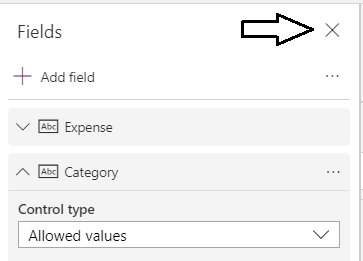 Fields
Add field
Abc Expense
Abc Category
Control type
Allowed values